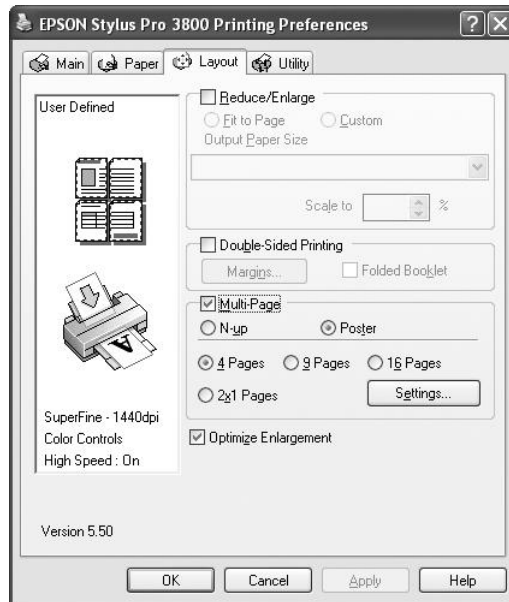 EPSON Stylus Pro 3800 Printing Preferences
Main Paper Layout Utility
User Defined
Reduce/Enlarge
Fit to Page Custom
Output Paper Size
Scale to %
Double-Sided Printing
Margins... Folded Booklet
Multi-Page
N-up Poster
4 Pages 9 Pages 16 Pages
2x1 Pages Settings...
Optimize Enlargement
A
SuperFine - 1440dpi
Color Controls
High Speed : On
Version 5.50
OK Cancel Apply Help